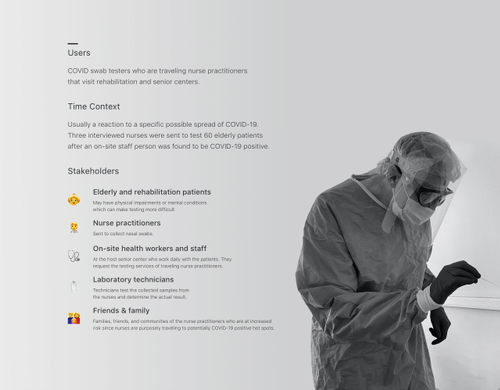 Users
COVID swab testers who are traveling nurse practitioners
that visit rehabilitation and senior centers.
Time Context
Usually a reaction to a specific possible spread of COVID-19.
Three interviewed nurses were sent to test 60 elderly patients
after an on-site staff person was found to be COVID-19 positive.
Stakeholders
Elderly and rehabilitation patients
May have physical impairments or mental conditions
which can make testing more difficult.
Nurse practitioners
Sent to collect nasal swabs.
On-site health workers and staff
At the host senior center who work daily with the patients. They
request the testing services of traveling nurse practitioners.
Laboratory technicians
Technicians test the collected samples from
the nurses and determine the actual result.
Friends & family
Families, friends, and communities of the nurse practitioners who are at increased
risk since nurses are purposely traveling to potentially COVID-19 positive hot spots.